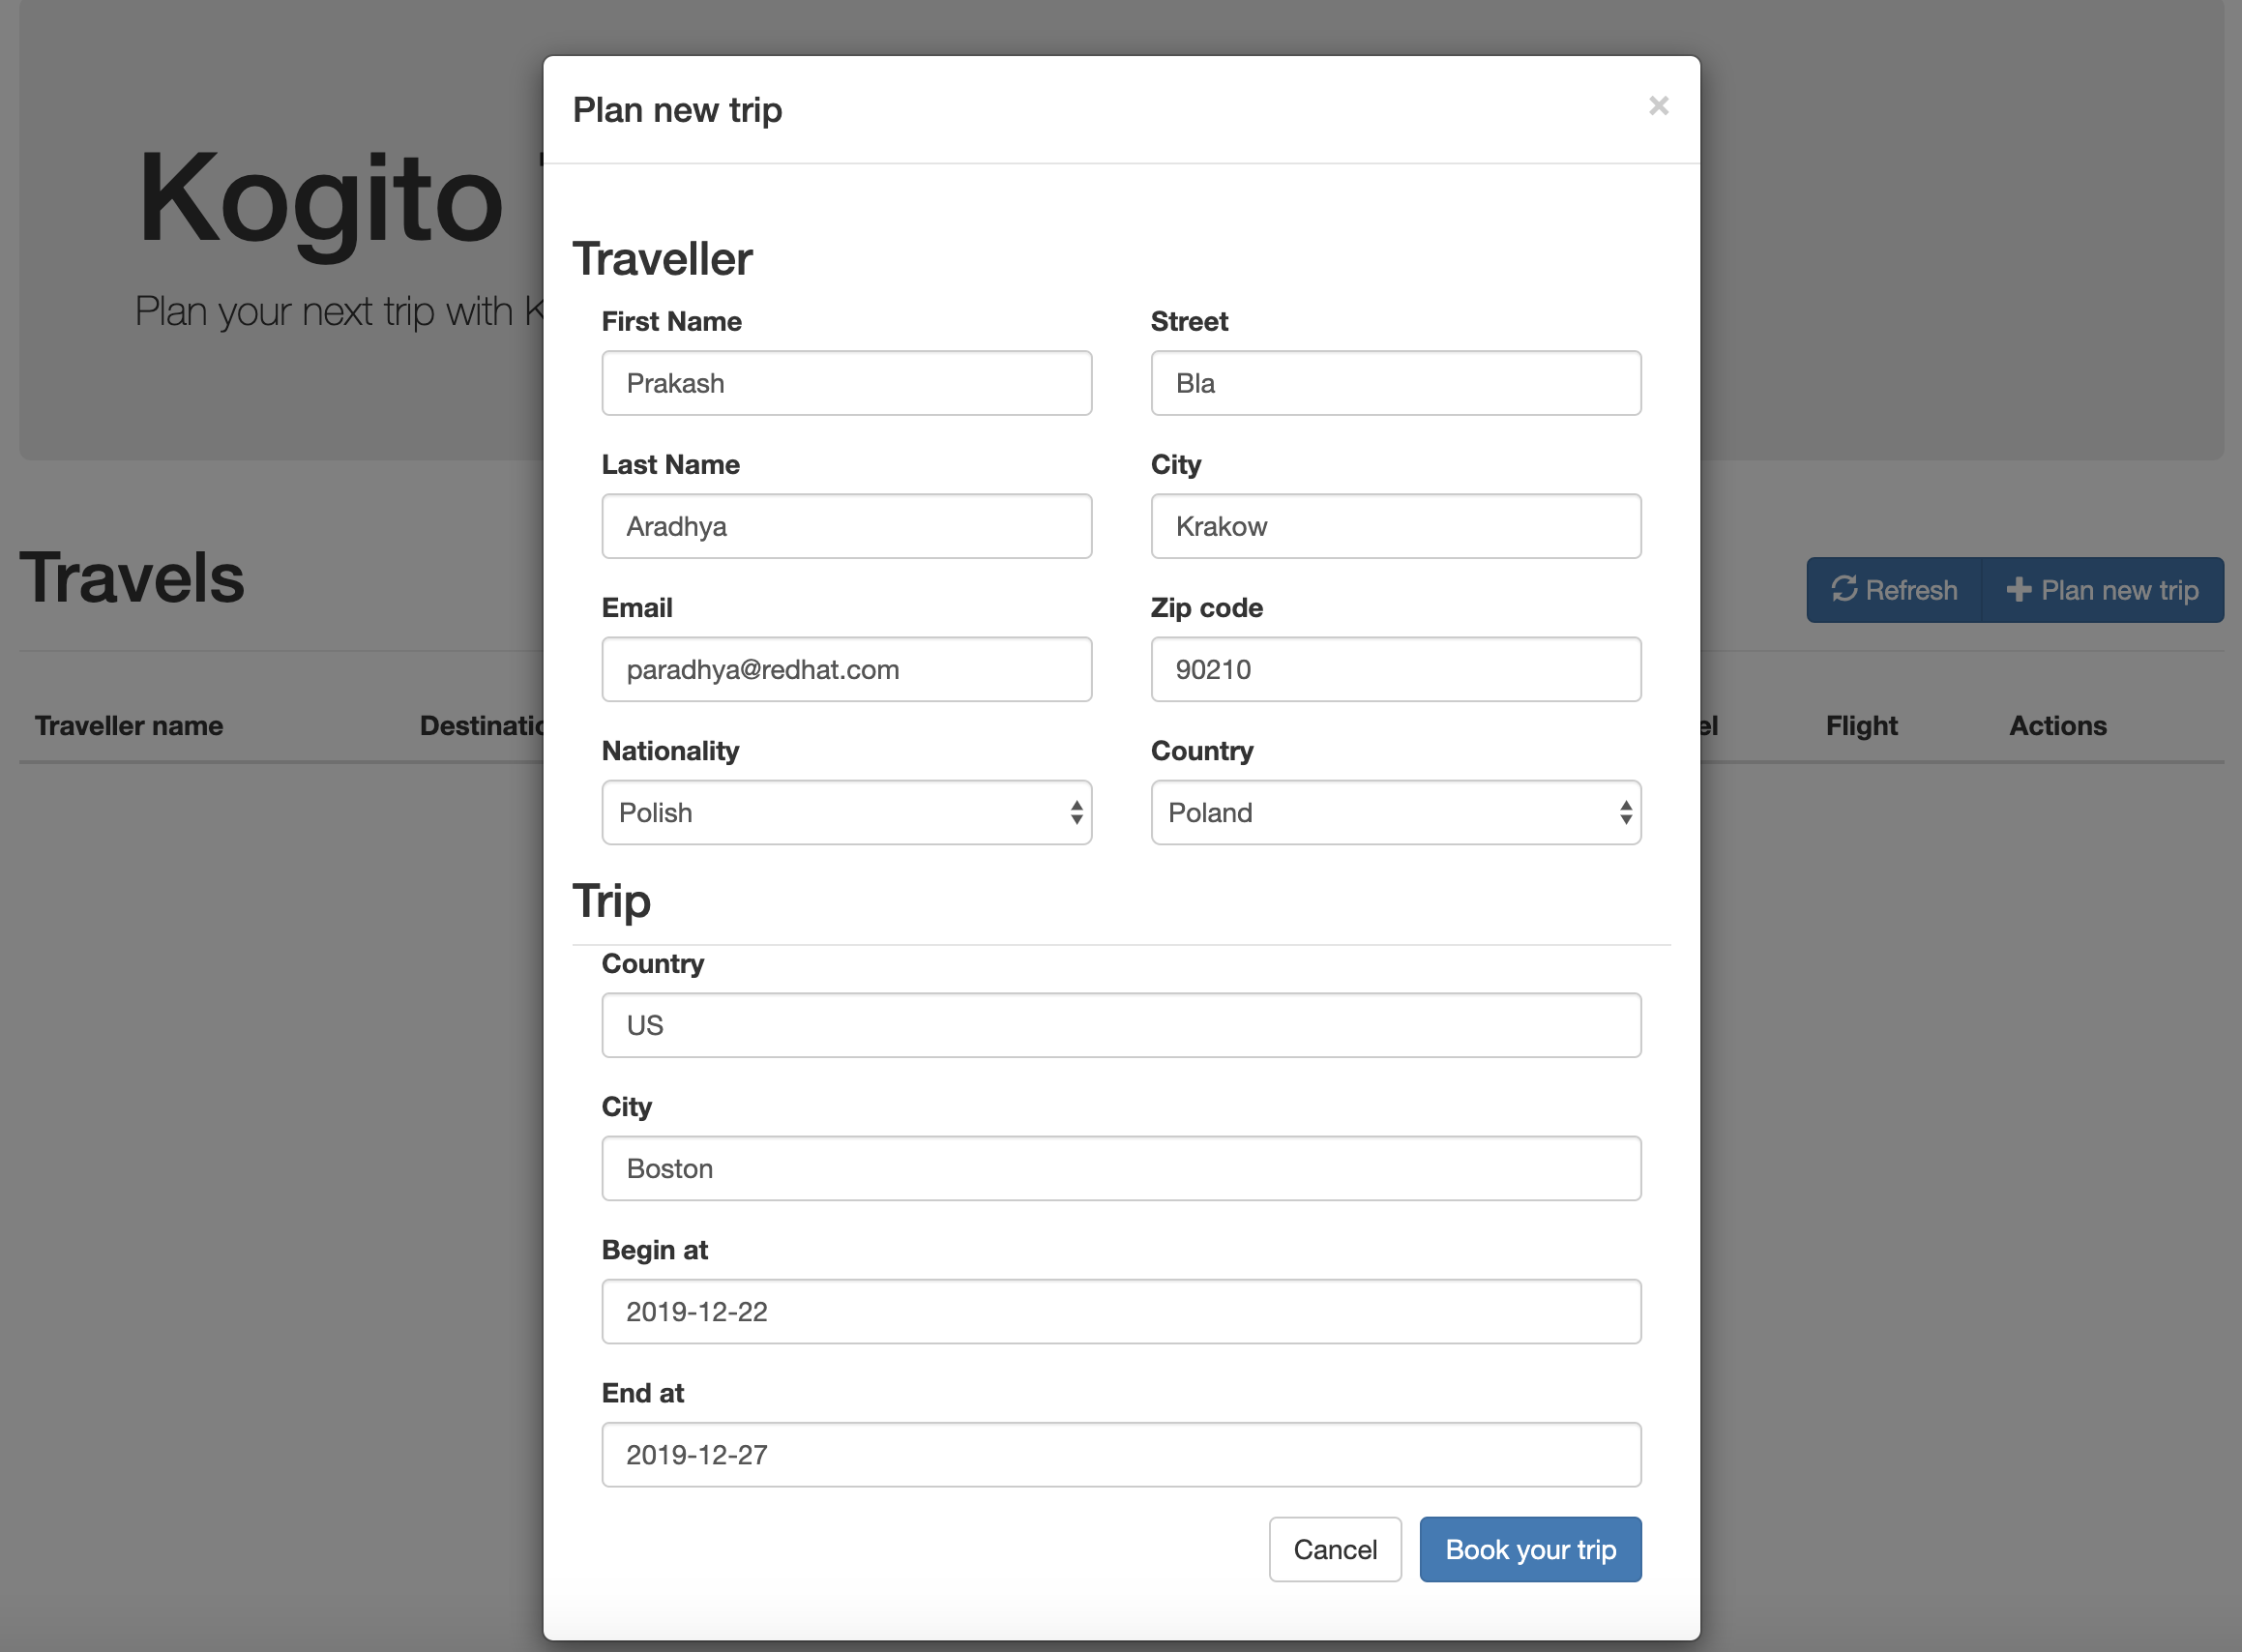 Plan new trip
×
Kogito
Plan your next trip with
Traveller
First Name
Prakash
Street
Bla
Last Name
Aradhya
City
Krakow
Email
paradhya@redhat.com
Zip code
90210
Nationality
Polish
Country
Poland
Trip
Country
US
City
Boston
Begin at
2019-12-22
End at
2019-12-27
Cancel
Book your trip
Travels
Refresh
Plan new trip
Traveller name
Flight
Actions